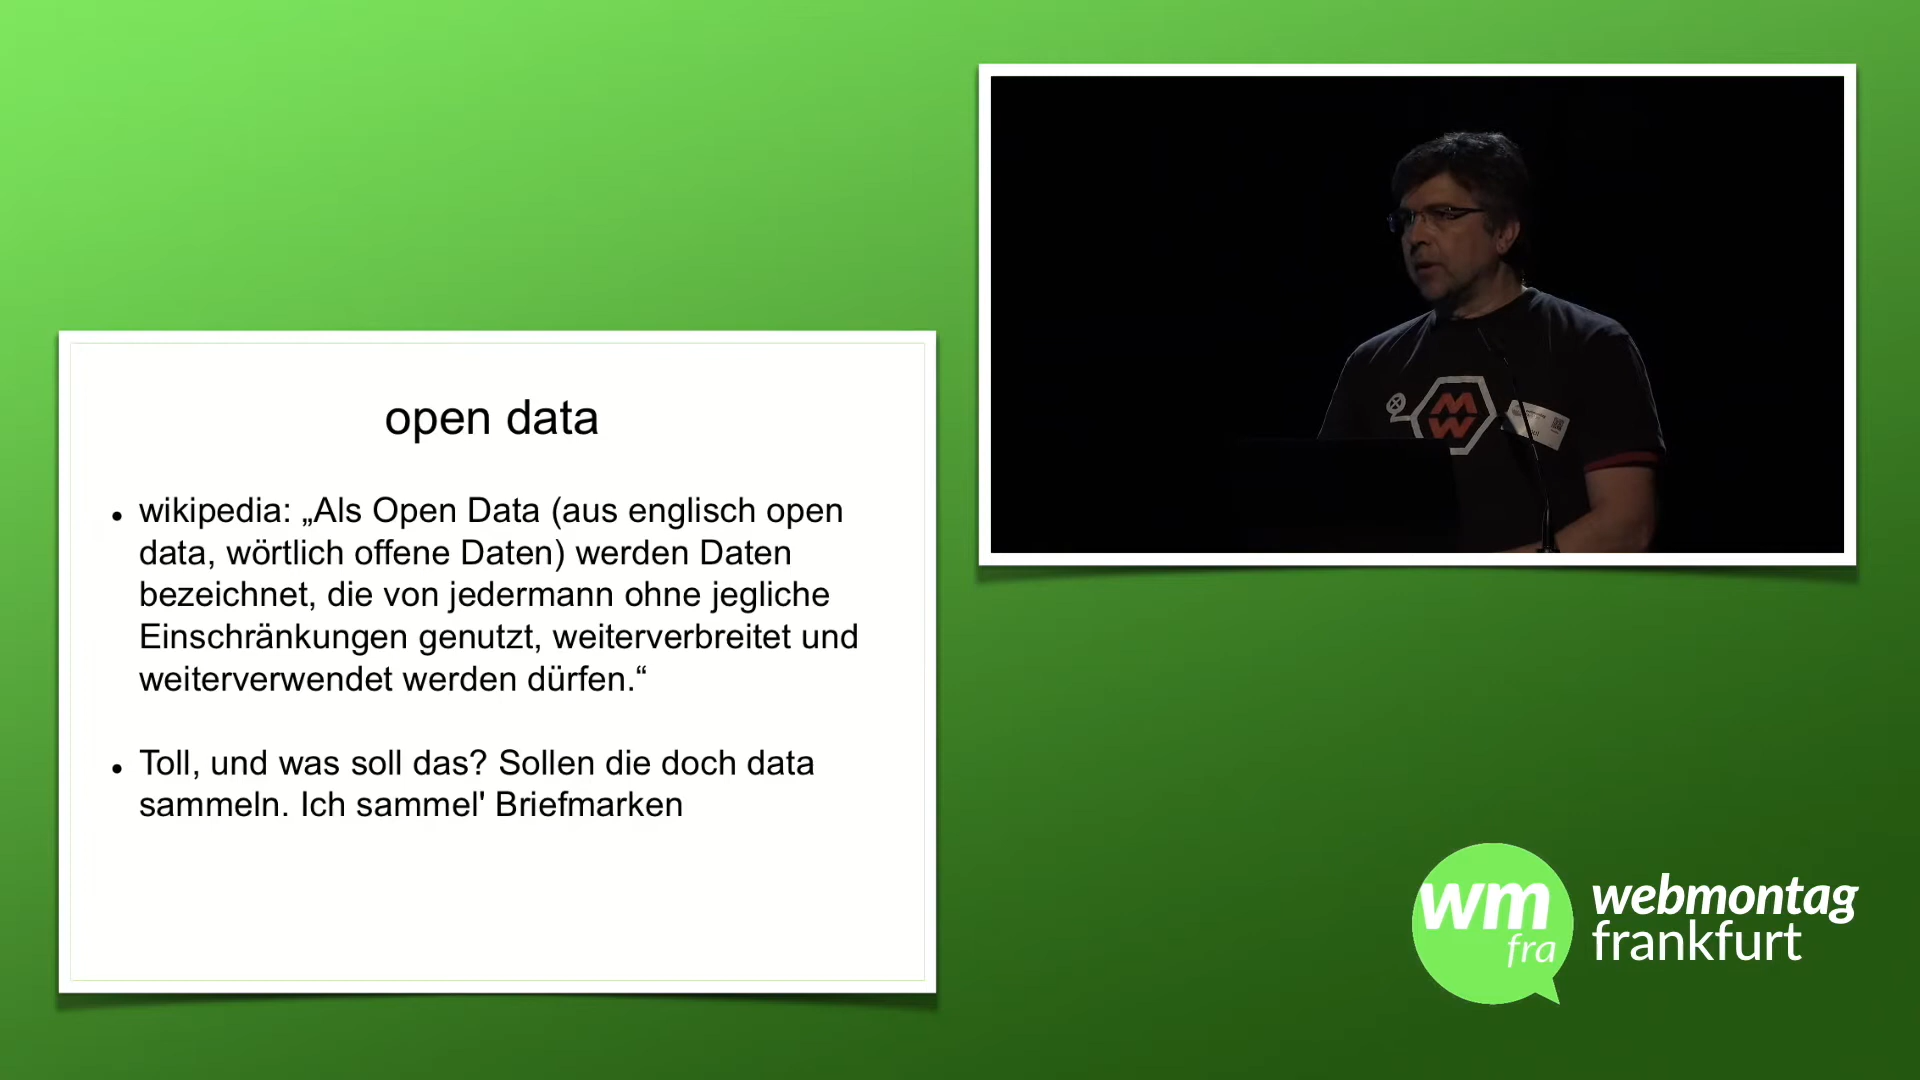 open data
• wikipedia: „Als Open Data (aus englisch open
data, wörtlich offene Daten) werden Daten
bezeichnet, die von jedermann ohne jegliche
Einschränkungen genutzt, weiterverbreitet und
weiterverwendet werden dürfen.“
• Toll, und was soll das? Sollen die doch data
sammeln. Ich sammel' Briefmarken
MW
wm
fra
webmontag
frankfurt